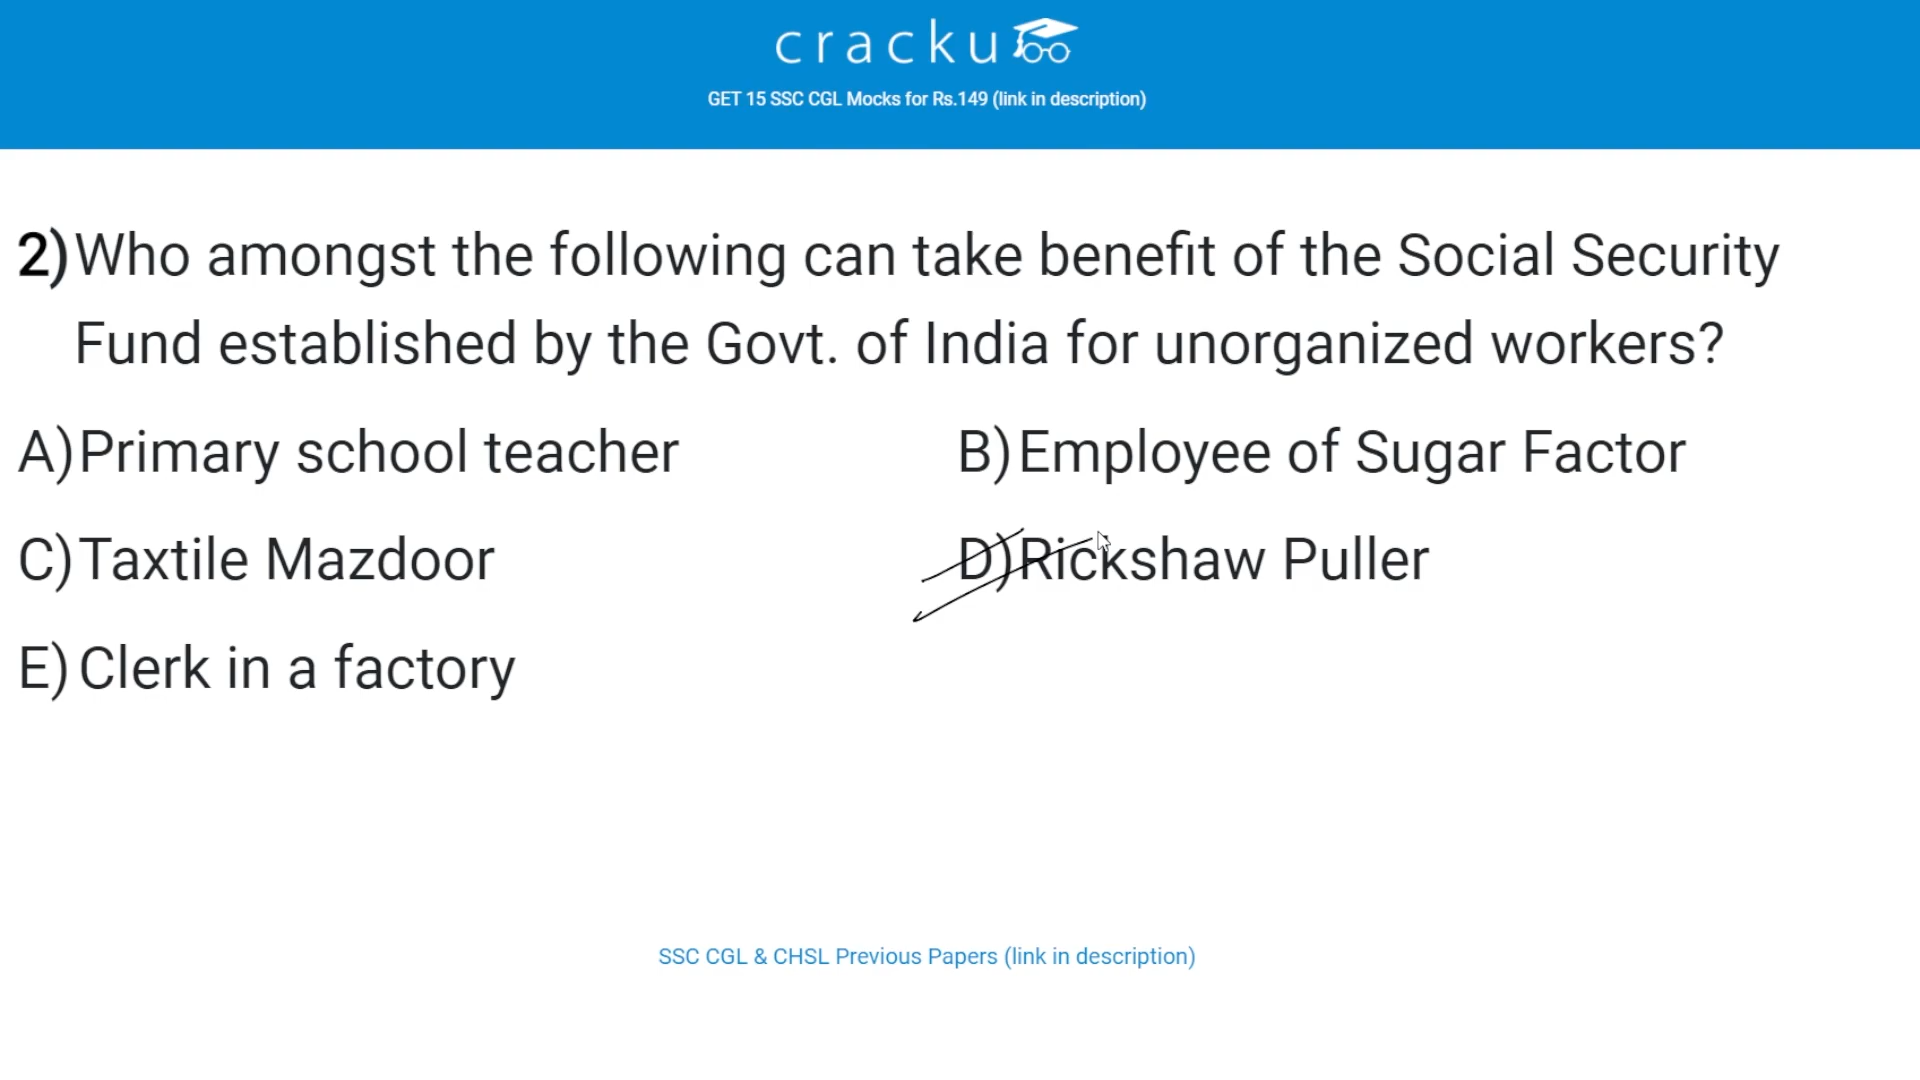 cracku
GET 15 SSC CGL Mocks for Rs.149 (link in description)
2) Who amongst the following can take benefit of the Social Security
Fund established by the Govt. of India for unorganized workers?
A) Primary school teacher
B) Employee of Sugar Factor
C) Taxtile Mazdoor
D) Rickshaw Puller
E) Clerk in a factory
SSC CGL & CHSL Previous Papers (link in description)